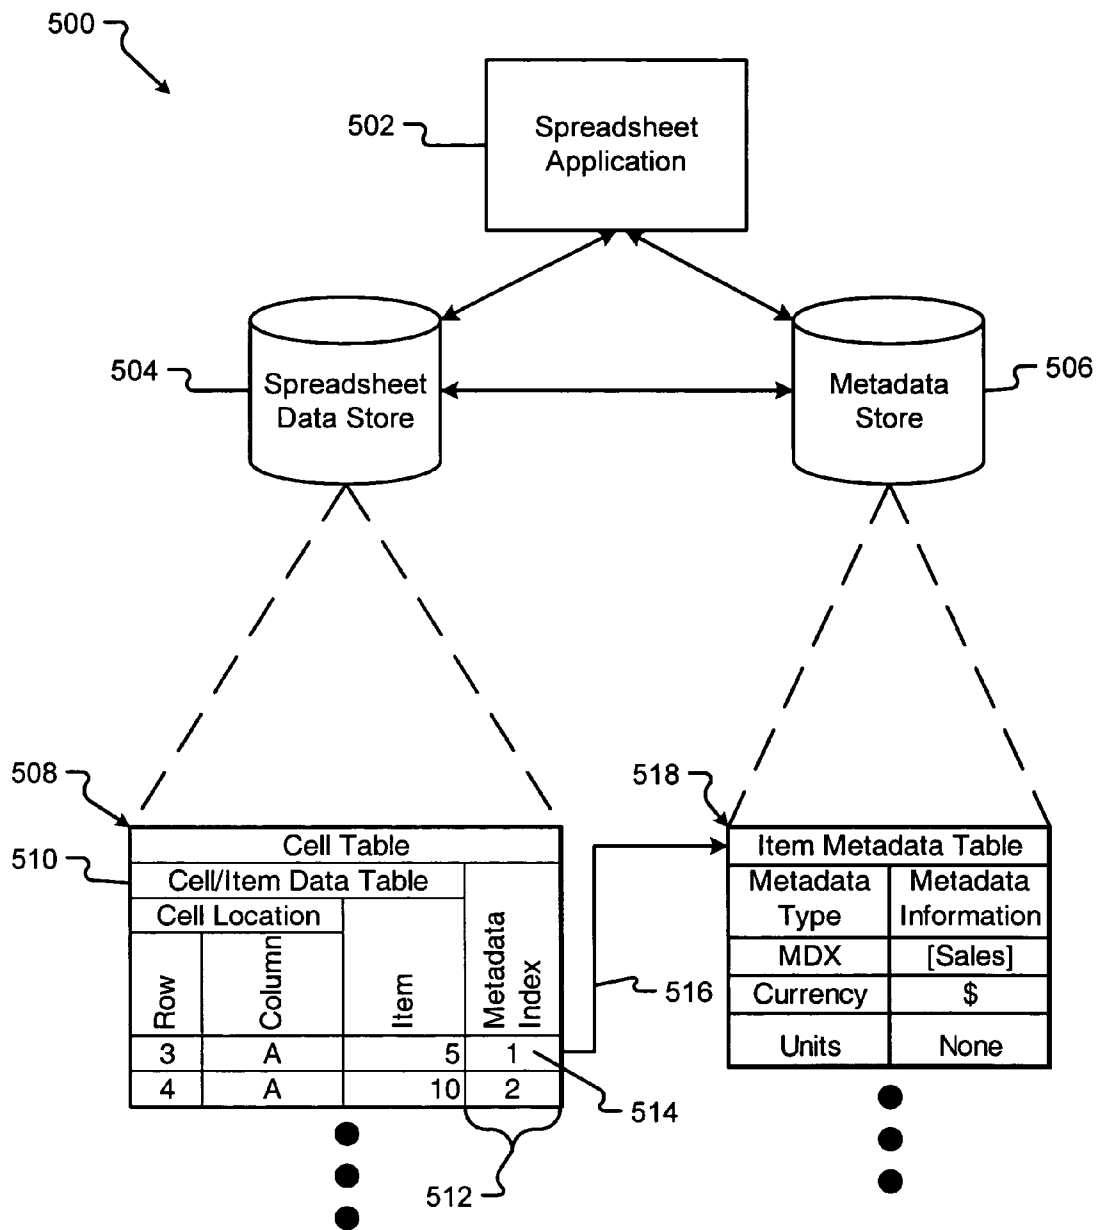 500
502
Spreadsheet
Application
504
Spreadsheet
Data Store
Metadata
Store
506
508
518
Cell Table
Item Metadata Table
510
Cell/Item Data Table
Metadata
Index
Metadata
Type
Metadata
Information
Cell Location
Row
Column
Item
MDX
[Sales]
516
Currency
$
Units
None
3
A
5
1
514
4
A
10
2
512